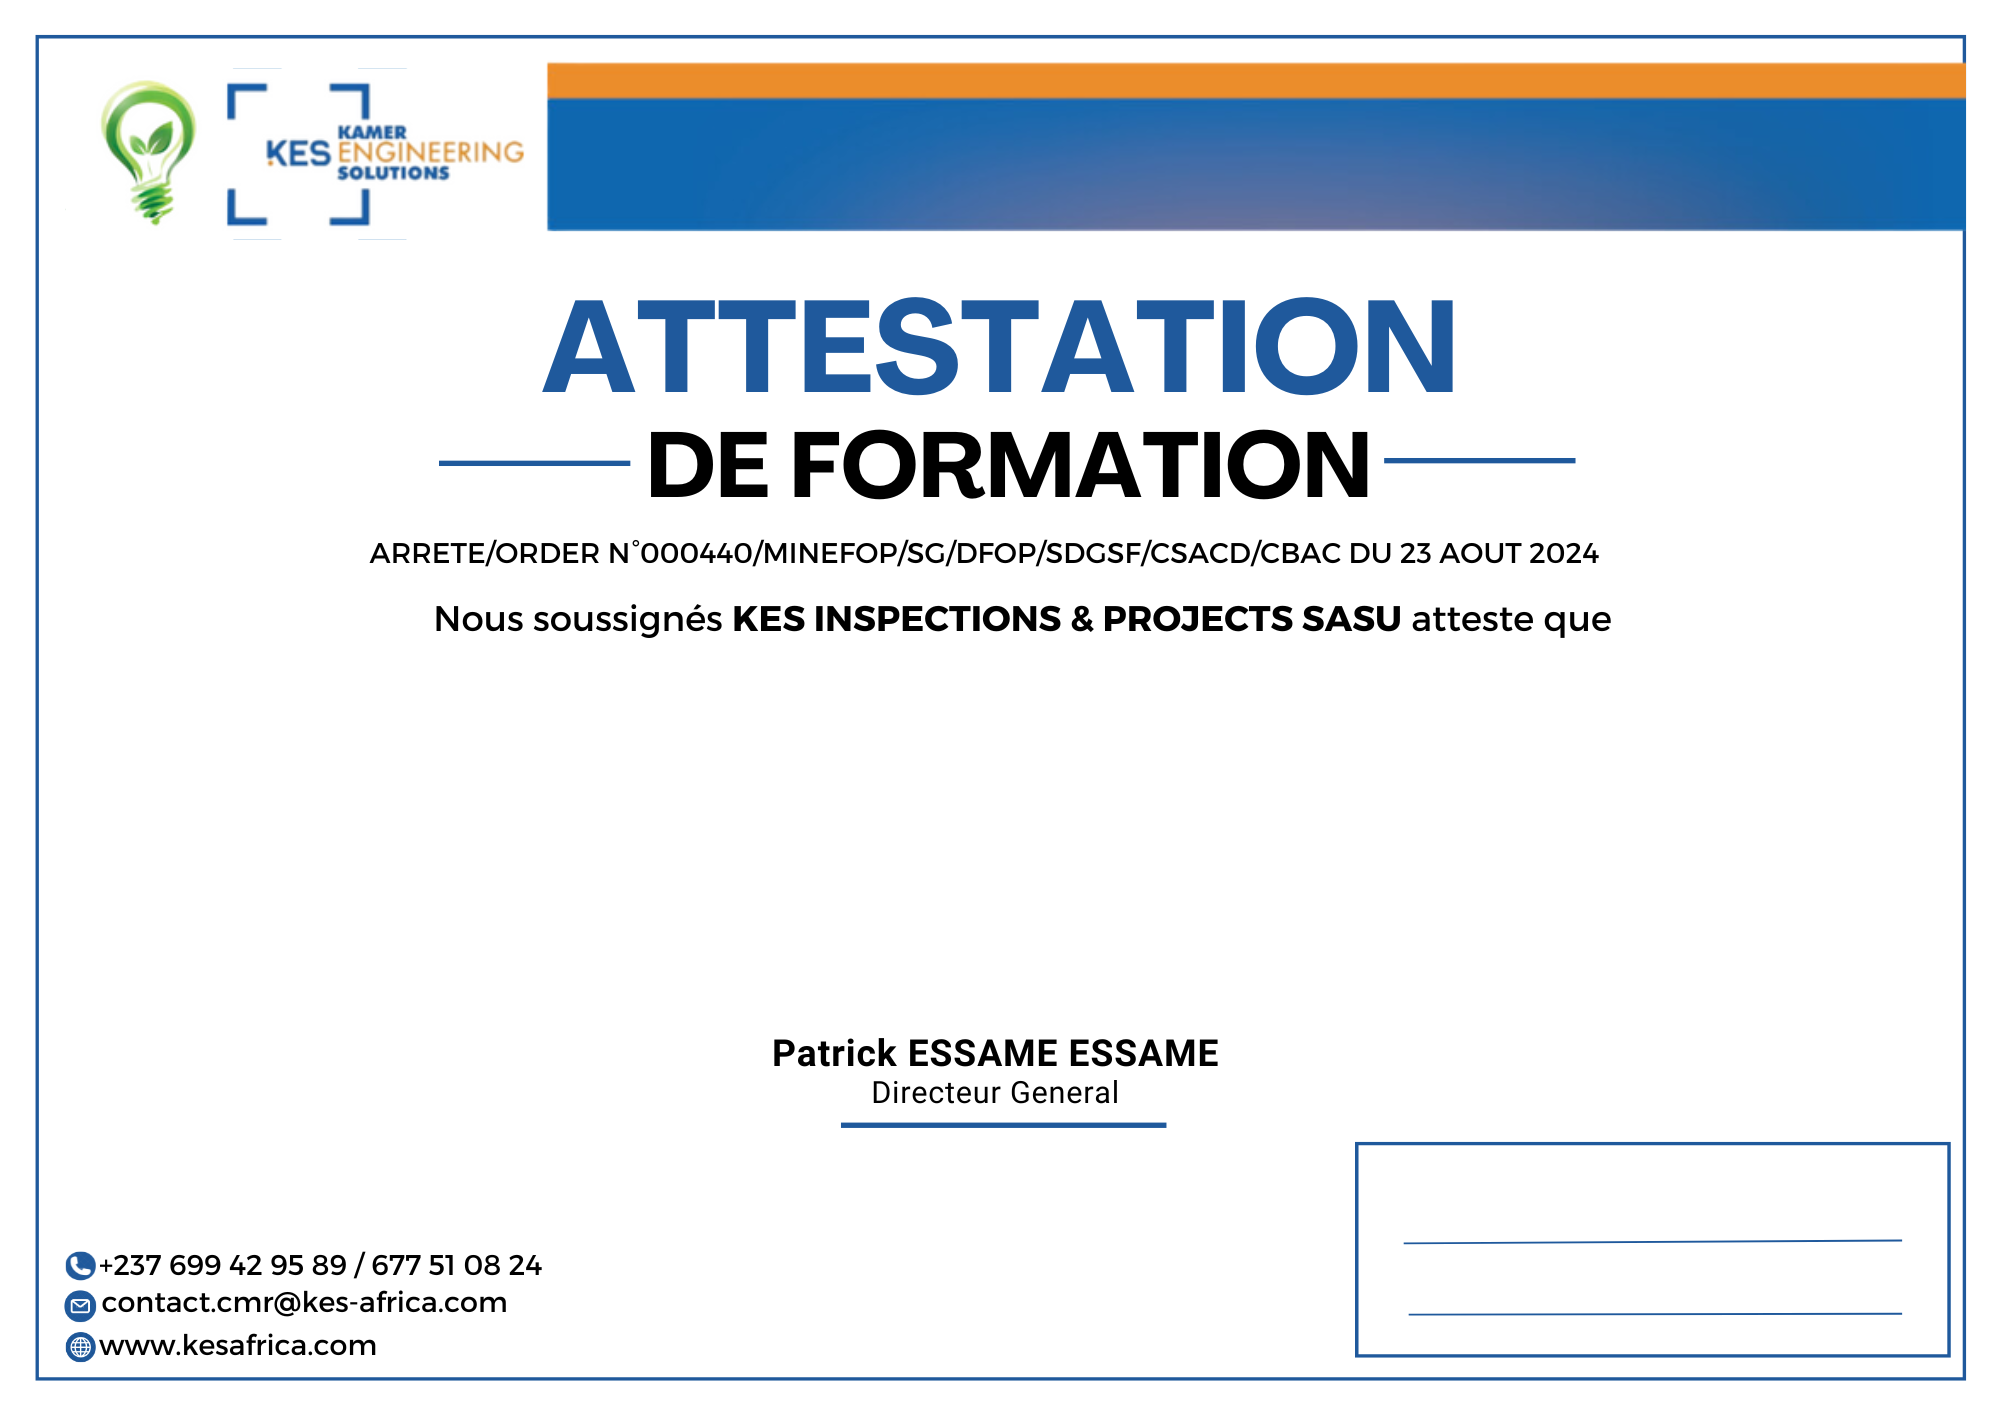 KES KAMER
ENGINEERING
SOLUTIONS
ATTESTATION
DE FORMATION
ARRETE/ORDER N°000440/MINEFOP/SG/DFOP/SDGSF/CSACD/CBAC DU 23 AOUT 2024
Nous soussignés KES INSPECTIONS & PROJECTS SASU atteste que
Patrick ESSAME ESSAME
Directeur General
+237 699 42 95 89 / 677 51 08 24
contact.cmr@kes-africa.com
www.kesafrica.com